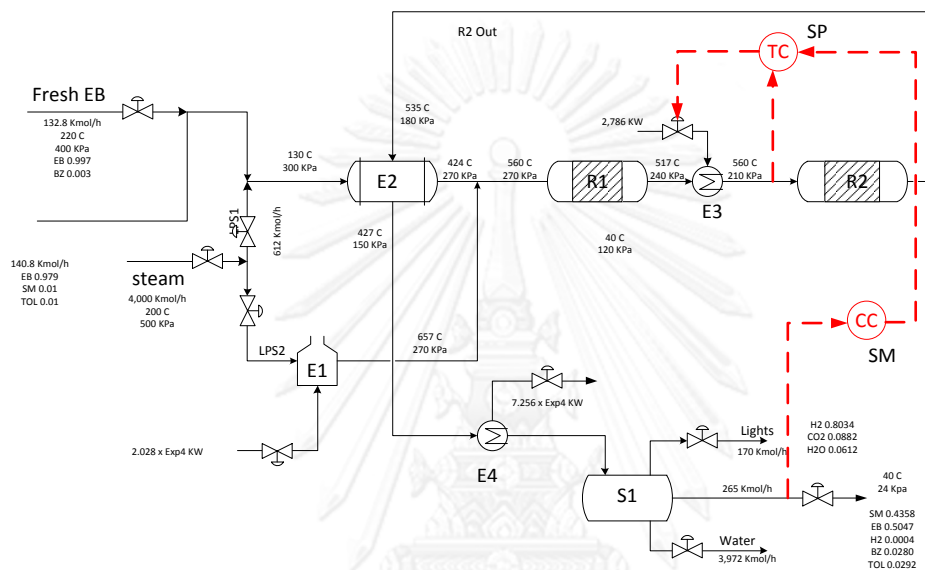 R2 Out
SP
TC
Fresh EB
132.8 Kmol/h
220 C
400 KPa
EB 0.997
BZ 0.003
535 C
180 KPa
2,786 KW
130 C
300 KPa
E2
424 C
270 KPa
560 C
270 KPa
R1
517 C
240 KPa
E3
560 C
210 KPa
R2
LPS1
612 Kmol/h
427 C
150 KPa
40 C
120 KPa
140.8 Kmol/h
EB 0.979
SM 0.01
TOL 0.01
steam
4,000 Kmol/h
200 C
500 KPa
CC
SM
LPS2
E1
657 C
270 KPa
7.256 x Exp4 KW
2.028 x Exp4 KW
E4
Lights
170 Kmol/h
H2 0.8034
CO2 0.0882
H2O 0.0612
S1
265 Kmol/h
40 C
24 Kpa
SM 0.4358
EB 0.5047
H2 0.0004
BZ 0.0280
TOL 0.0292
Water
3,972 Kmol/h